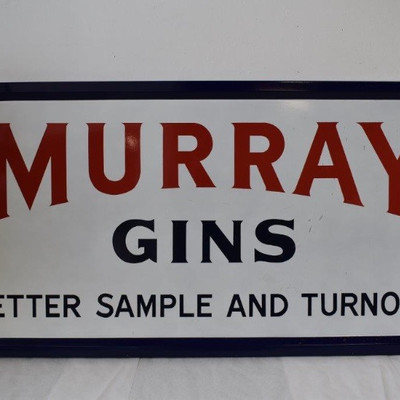 MURRAY
GINS
ETTER SAMPLE AND TURNO